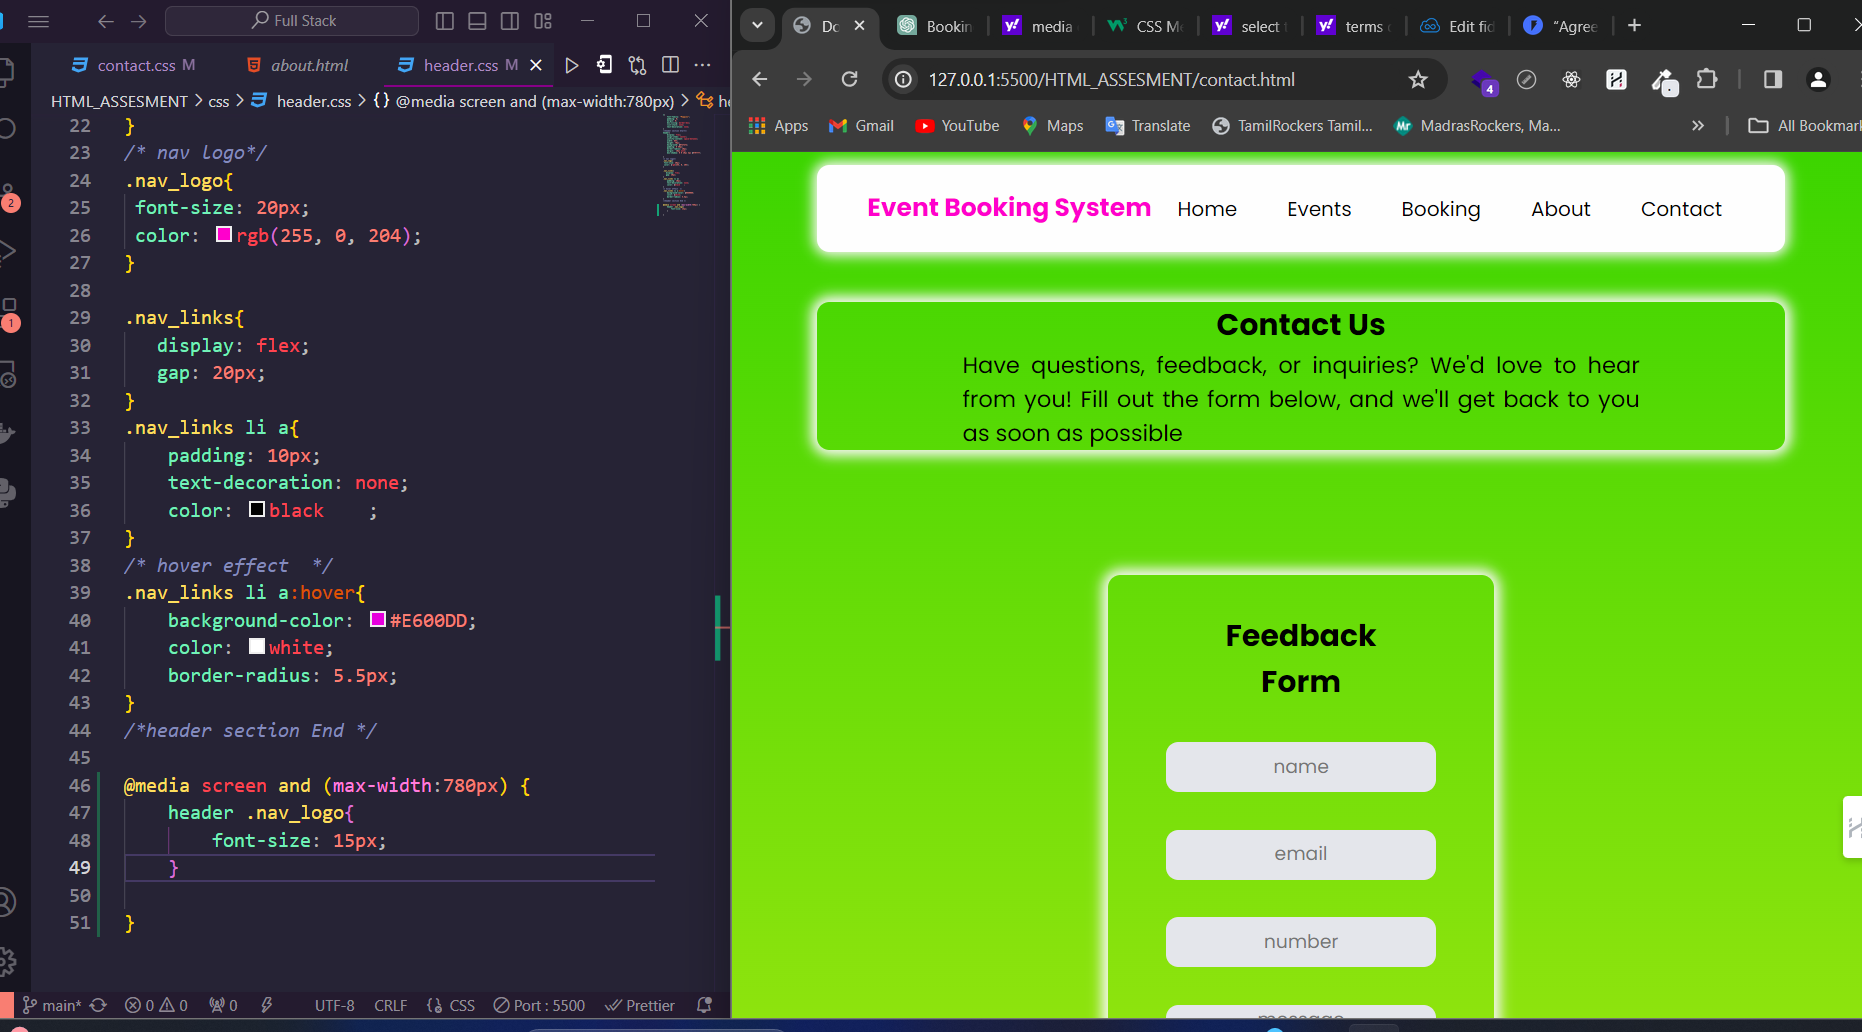 Full Stack
contact.css M
about.html
header.css M
HTML_ASSESMENT > css > header.css > {} @media screen and (max-width:780px) >
22 }
23 /* nav logo*/
24 .nav_logo{
25 font-size: 20px;
26 color: rgb(255, 0, 204);
27 }
28
29 .nav_links{
30 display: flex;
31 gap: 20px;
32 }
33 .nav_links li a{
34 padding: 10px;
35 text-decoration: none;
36 color: black    ;
37 }
38 /* hover effect  */
39 .nav_links li a:hover{
40 background-color: #E600DD;
41 color: white;
42 border-radius: 5.5px;
43 }
44 /*header section End */
45
46 @media screen and (max-width:780px) {
47 header .nav_logo{
48 font-size: 15px;
49 }
50
51 }
2
1
main* 0 0 0 UTF-8 CRLF {} CSS Port : 5500 Prettier
Bookin media CSS select terms Edit "Agree
127.0.0.1:5500/HTML_ASSESMENT/contact.html
4
Apps Gmail YouTube Maps Translate TamilRockers Tamil... MadrasRockers, Ma... » All
Event Booking System Home Events Booking About Contact
Contact Us
Have questions, feedback, or inquiries? We'd love to hear
from you! Fill out the form below, and we'll get back to you
as soon as possible
Feedback
Form
name
email
number
message